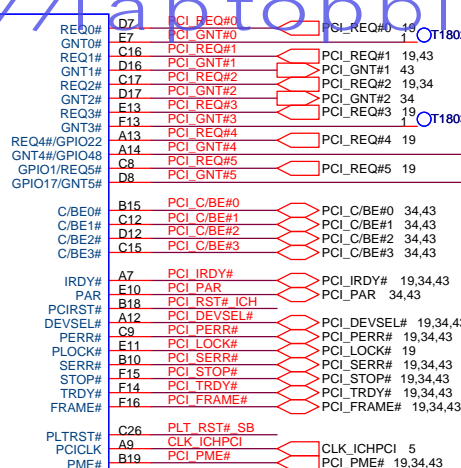 //laptopbl
REQ0# D7 PCI_REQ#0 PCI_REQ#0 19
GNT0# E7 PCI_GNT#0 1 T180
REQ1# C16 PCI_REQ#1 PCI_REQ#1 19,43
GNT1# D16 PCI_GNT#1 PCI_GNT#1 43
REQ2# C17 PCI_REQ#2 PCI_REQ#2 19,34
GNT2# D17 PCI_GNT#2 PCI_GNT#2 34
REQ3# E13 PCI_REQ#3 PCI_REQ#3 19
GNT3# F13 PCI_GNT#3 1 T180
REQ4#/GPIO22 A13 PCI_REQ#4 PCI_REQ#4 19
GNT4#/GPIO48 A14 PCI_GNT#4
GPIO1/REQ5# C8 PCI_REQ#5 PCI_REQ#5 19
GPIO17/GNT5# D8 PCI_GNT#5
C/BE0# B15 PCI_C/BE#0 PCI_C/BE#0 34,43
C/BE1# C12 PCI_C/BE#1 PCI_C/BE#1 34,43
C/BE2# D12 PCI_C/BE#2 PCI_C/BE#2 34,43
C/BE3# C15 PCI_C/BE#3 PCI_C/BE#3 34,43
IRDY# A7 PCI_IRDY# PCI_IRDY# 19,34,43
PAR E10 PCI_PAR PCI_PAR 34,43
PCIRST# B18 PCI_RST#_ICH
DEVSEL# A12 PCI_DEVSEL# PCI_DEVSEL# 19,34,4
PERR# C9 PCI_PERR# PCI_PERR# 19,34,43
PLOCK# E11 PCI_LOCK# PCI_LOCK# 19
SERR# B10 PCI_SERR# PCI_SERR# 19,34,43
STOP# F15 PCI_STOP# PCI_STOP# 19,34,43
TRDY# F14 PCI_TRDY# PCI_TRDY# 19,34,43
FRAME# F16 PCI_FRAME# PCI_FRAME# 19,34,43
PLTRST# C26 PLT_RST#_SB
PCICLK A9 CLK_ICHPCI CLK_ICHPCI 5
PME# B19 PCI_PME# PCI_PME# 19,34,43